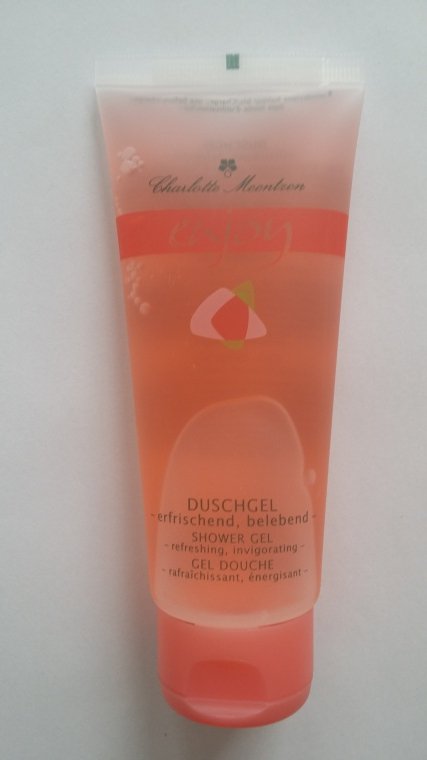 Charlotte Meentzen
enjoy
DUSCHGEL
- erfrischend, belebend -
SHOWER GEL
- refreshing, invigorating -
GEL DOUCHE
- rafraîchissant, énergisant -